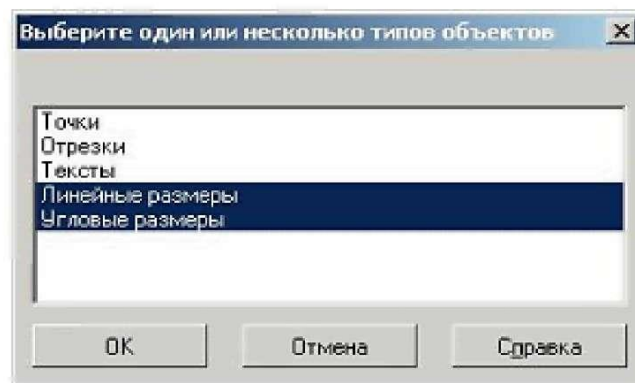 Выберите один или несколько типов объектов
Точки
Отрезки
Тексты
Линейные размеры
Угловые размеры
OK
Отмена
Справка